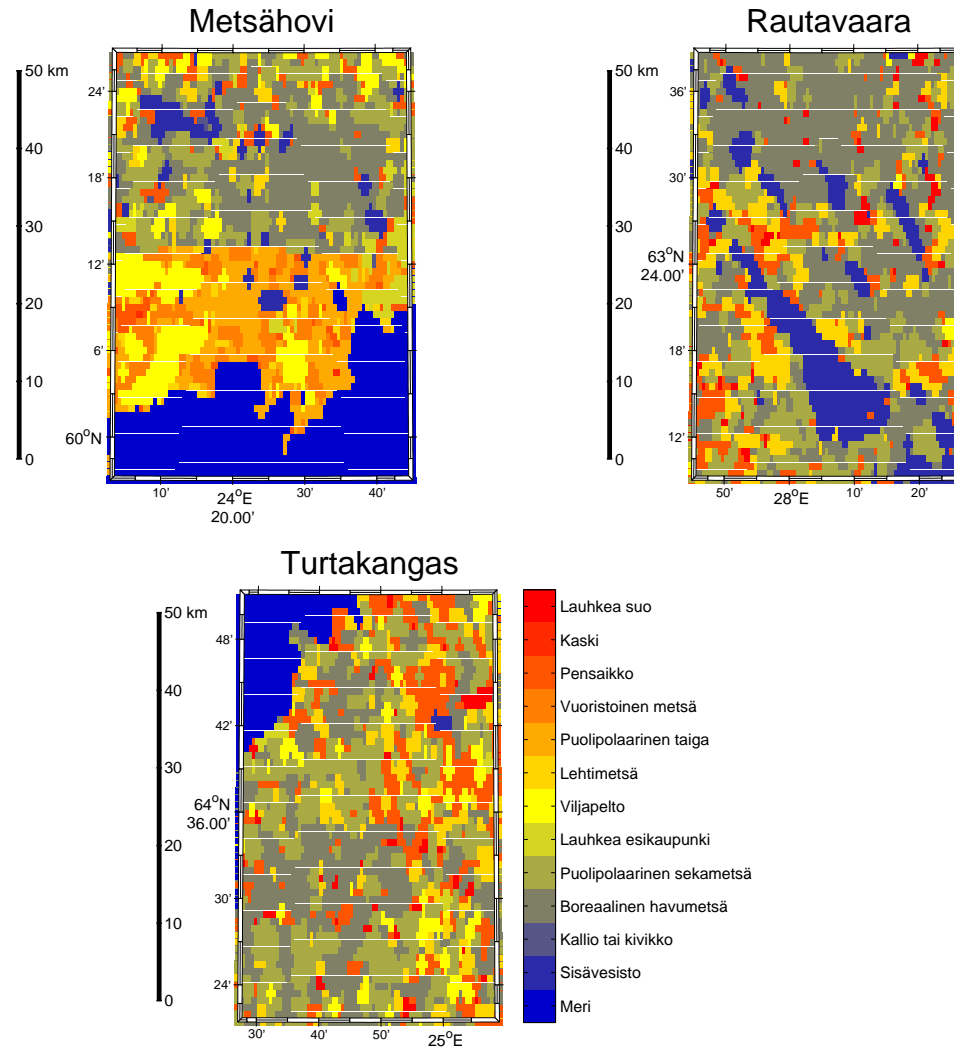 Metsähovi
50 km
40
30
20
10
0
24'
18'
12'
6'
60°N
10'
24°E
20.00'
30'
40'
Rautavaara
50 km
40
30
20
10
0
36'
30'
63°N
24.00'
18'
12'
50'
28°E
10'
20'
Turtakangas
50 km
40
30
20
10
0
48'
42'
64°N
36.00'
30'
24'
30'
40'
50'
25°E
Lauhkea suo
Kaski
Pensaikko
Vuoristoinen metsä
Puolipolaarinen taiga
Lehtimetsä
Viljapelto
Lauhkea esikaupunki
Puolipolaarinen sekametsä
Boreaalinen havumetsä
Kallio tai kivikko
Sisävesisto
Meri